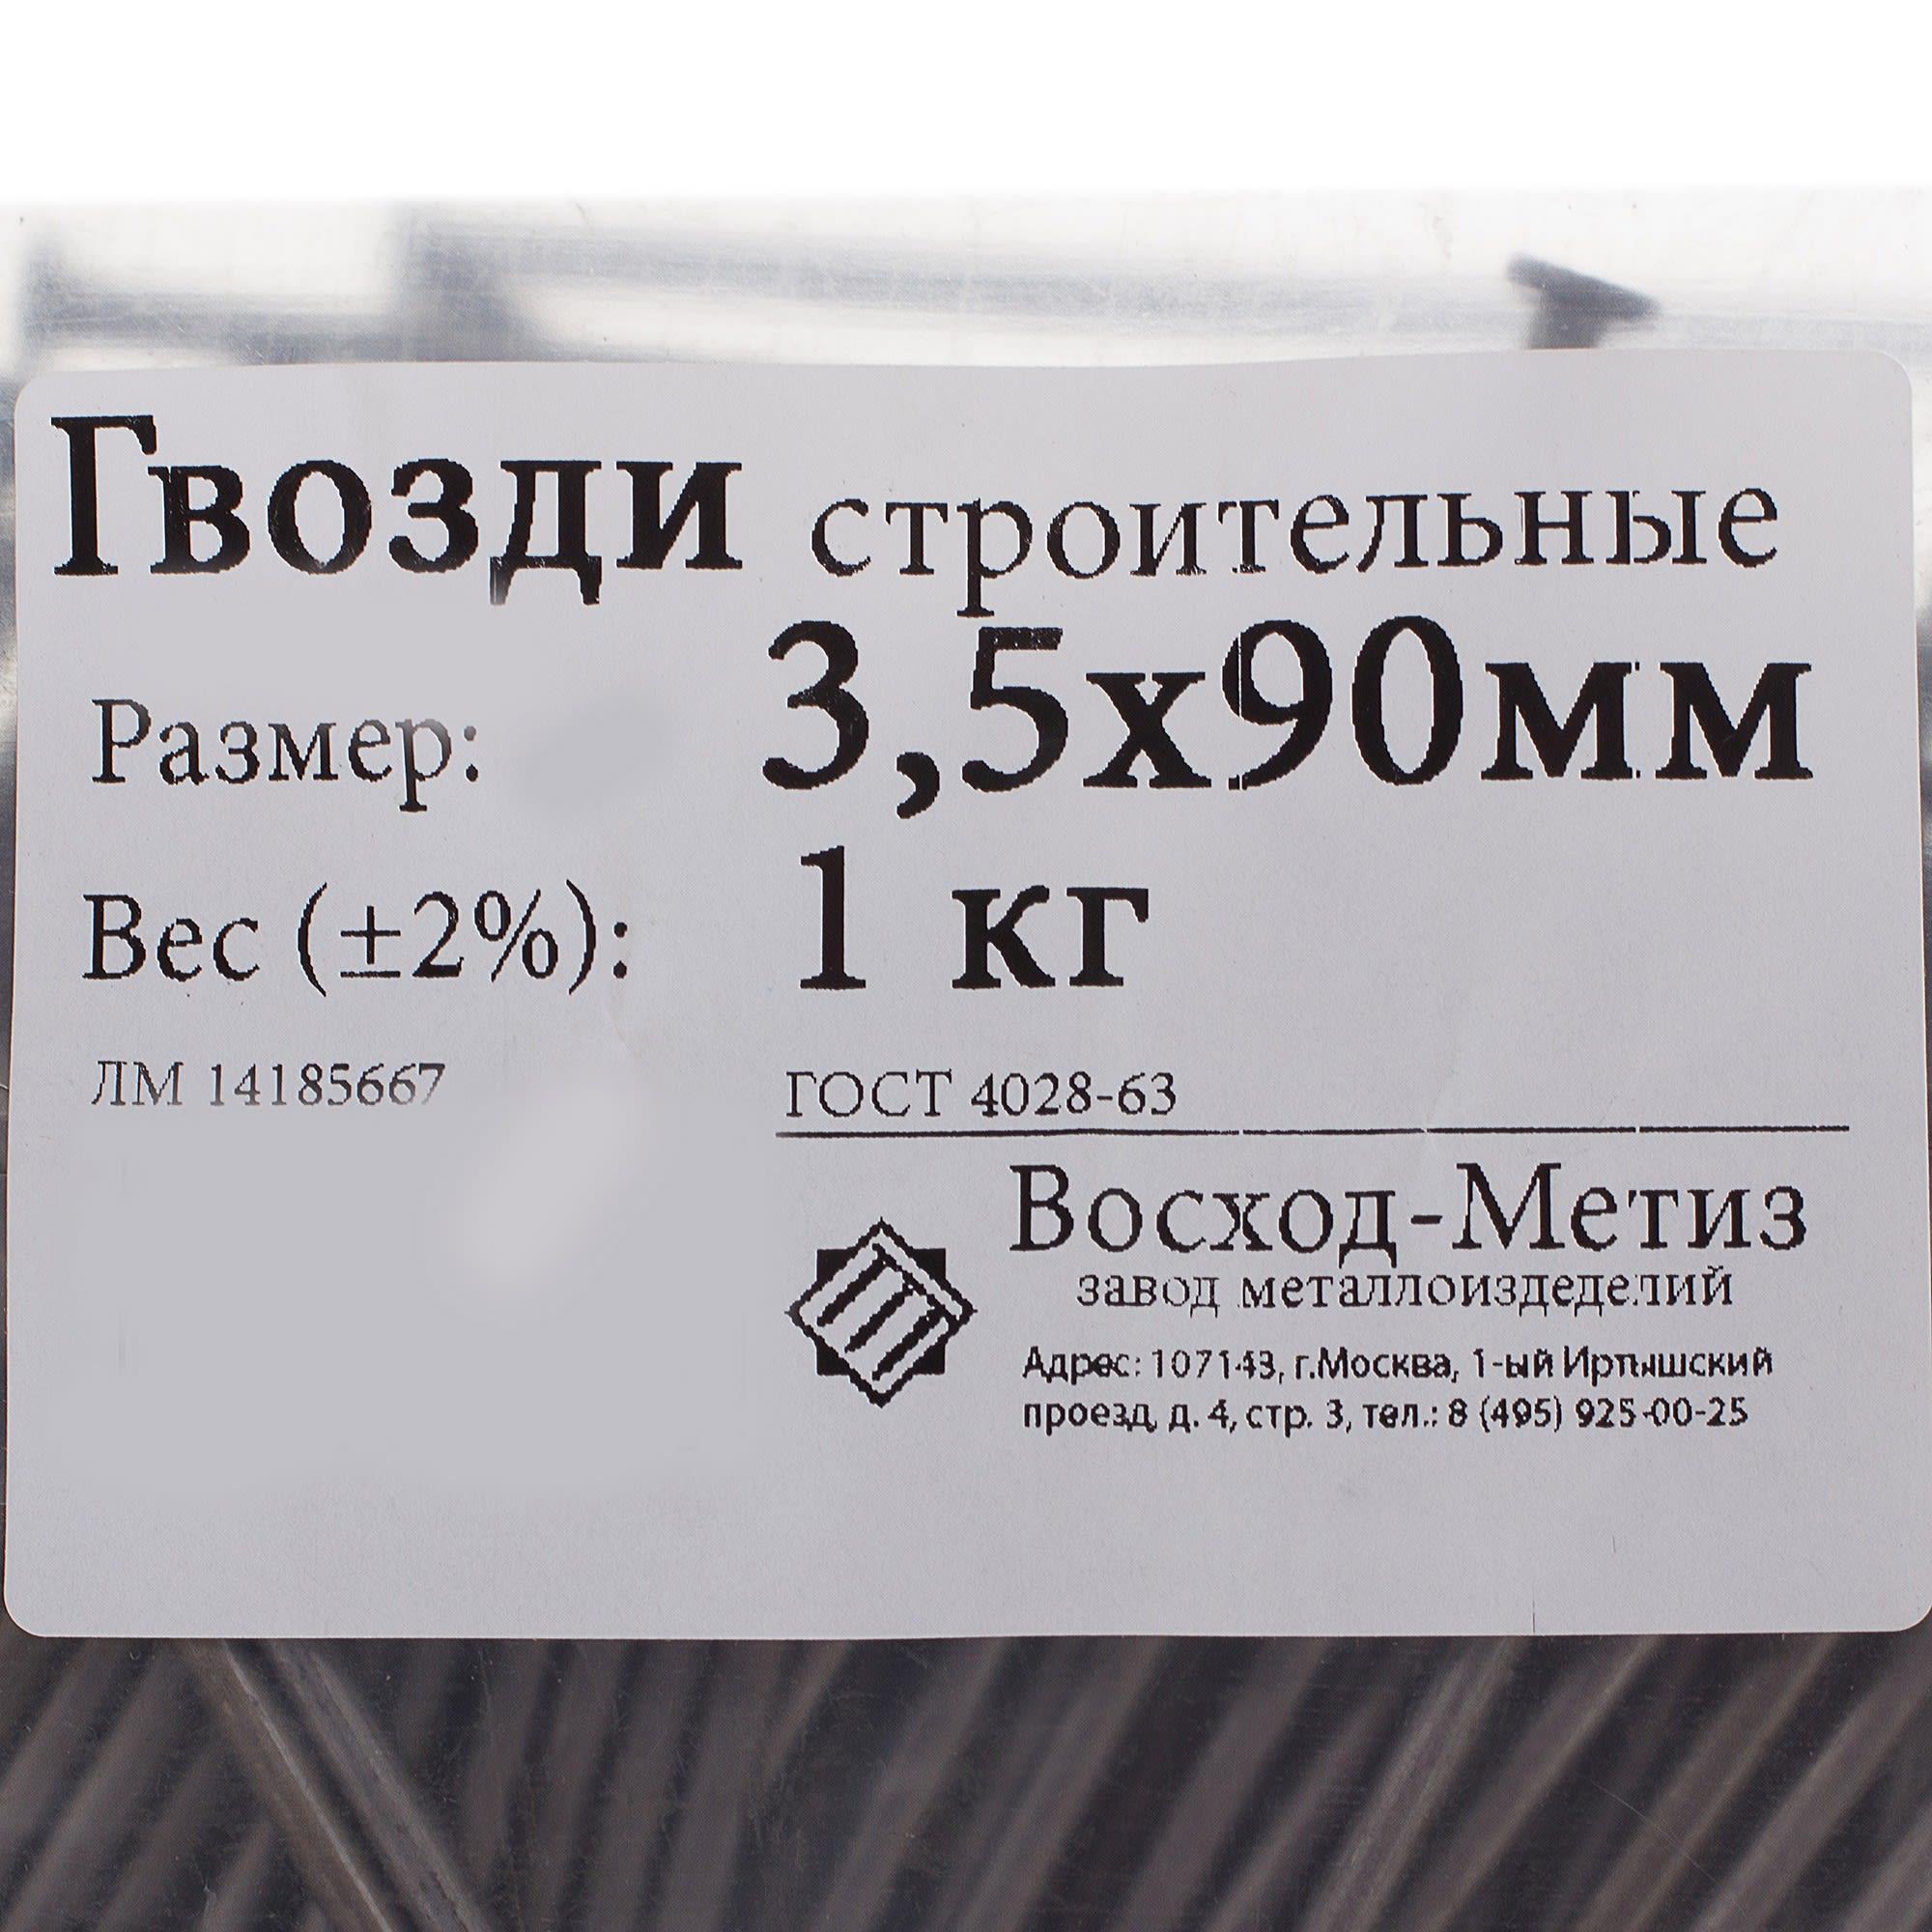 Гвозди строительные
Размер: 3,5х90мм
Вес (±2%): 1 кг
ЛМ 14185667
ГОСТ 4028-63
Восход-Метиз
завод металлоиздеделий
Адрес: 107143, г.Москва, 1-ый Иртышский
проезд, д. 4, стр. 3, тел.: 8 (495) 925-00-25